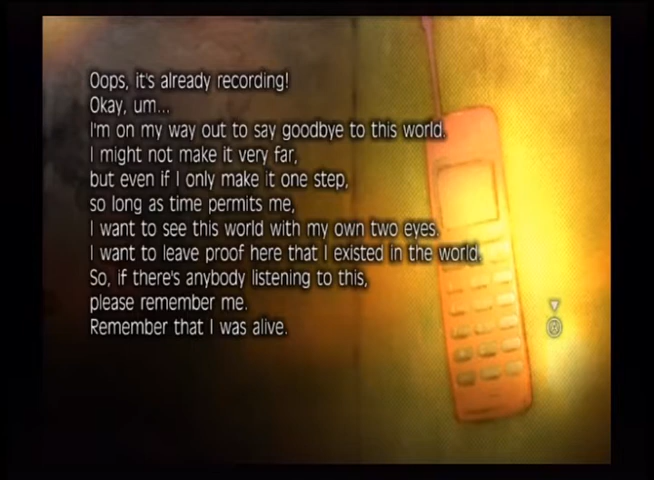 Oops, it's already recording!
Okay, um...
I'm on my way out to say goodbye to this world.
I might not make it very far,
but even if I only make it one step,
so long as time permits me,
I want to see this world with my own two eyes.
I want to leave proof here that I existed in the world.
So, if there's anybody listening to this,
please remember me.
Remember that I was alive.